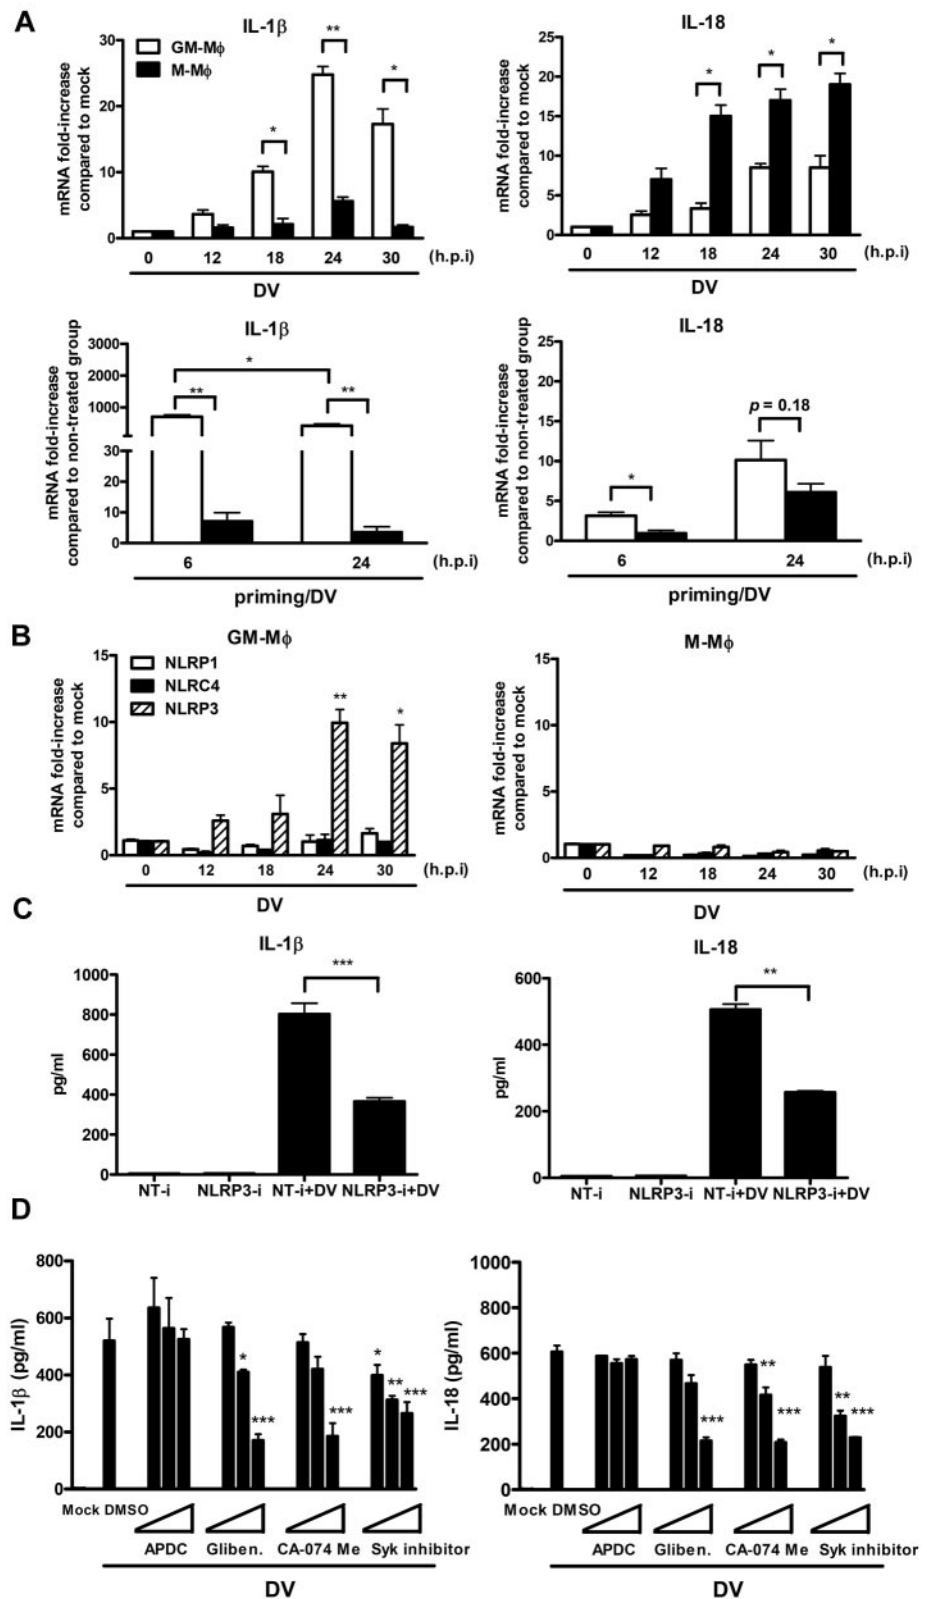 A
IL-1β
GM-Mϕ
M-Mϕ
mRNA fold-increase
compared to mock
30
20
10
0
*
**
*
0 12 18 24 30 (h.p.i)
DV
IL-18
mRNA fold-increase
compared to mock
25
20
15
10
5
0
*
*
*
0 12 18 24 30 (h.p.i)
DV
IL-1β
mRNA fold-increase
compared to non-treated group
3000
2000
1000
30
20
10
0
*
**
**
6 24 (h.p.i)
priming/DV
IL-18
mRNA fold-increase
compared to non-treated group
25
20
15
10
5
0
*
p = 0.18
6 24 (h.p.i)
priming/DV
B
GM-Mϕ
NLRP1
NLRC4
NLRP3
mRNA fold-increase
compared to mock
15
10
5
0
**
*
0 12 18 24 30 (h.p.i)
DV
M-Mϕ
mRNA fold-increase
compared to mock
15
10
5
0
0 12 18 24 30 (h.p.i)
DV
C
IL-1β
pg/ml
1000
800
600
400
200
0
***
NT-i NLRP3-i NT-i+DV NLRP3-i+DV
IL-18
pg/ml
600
400
200
0
**
NT-i NLRP3-i NT-i+DV NLRP3-i+DV
D
IL-1β (pg/ml)
800
600
400
200
0
* *** *** * ** ***
Mock DMSO
APDC Gliben. CA-074 Me Syk inhibitor
DV
IL-18 (pg/ml)
1000
800
600
400
200
0
*** ** *** ** ***
Mock DMSO
APDC Gliben. CA-074 Me Syk inhibitor
DV